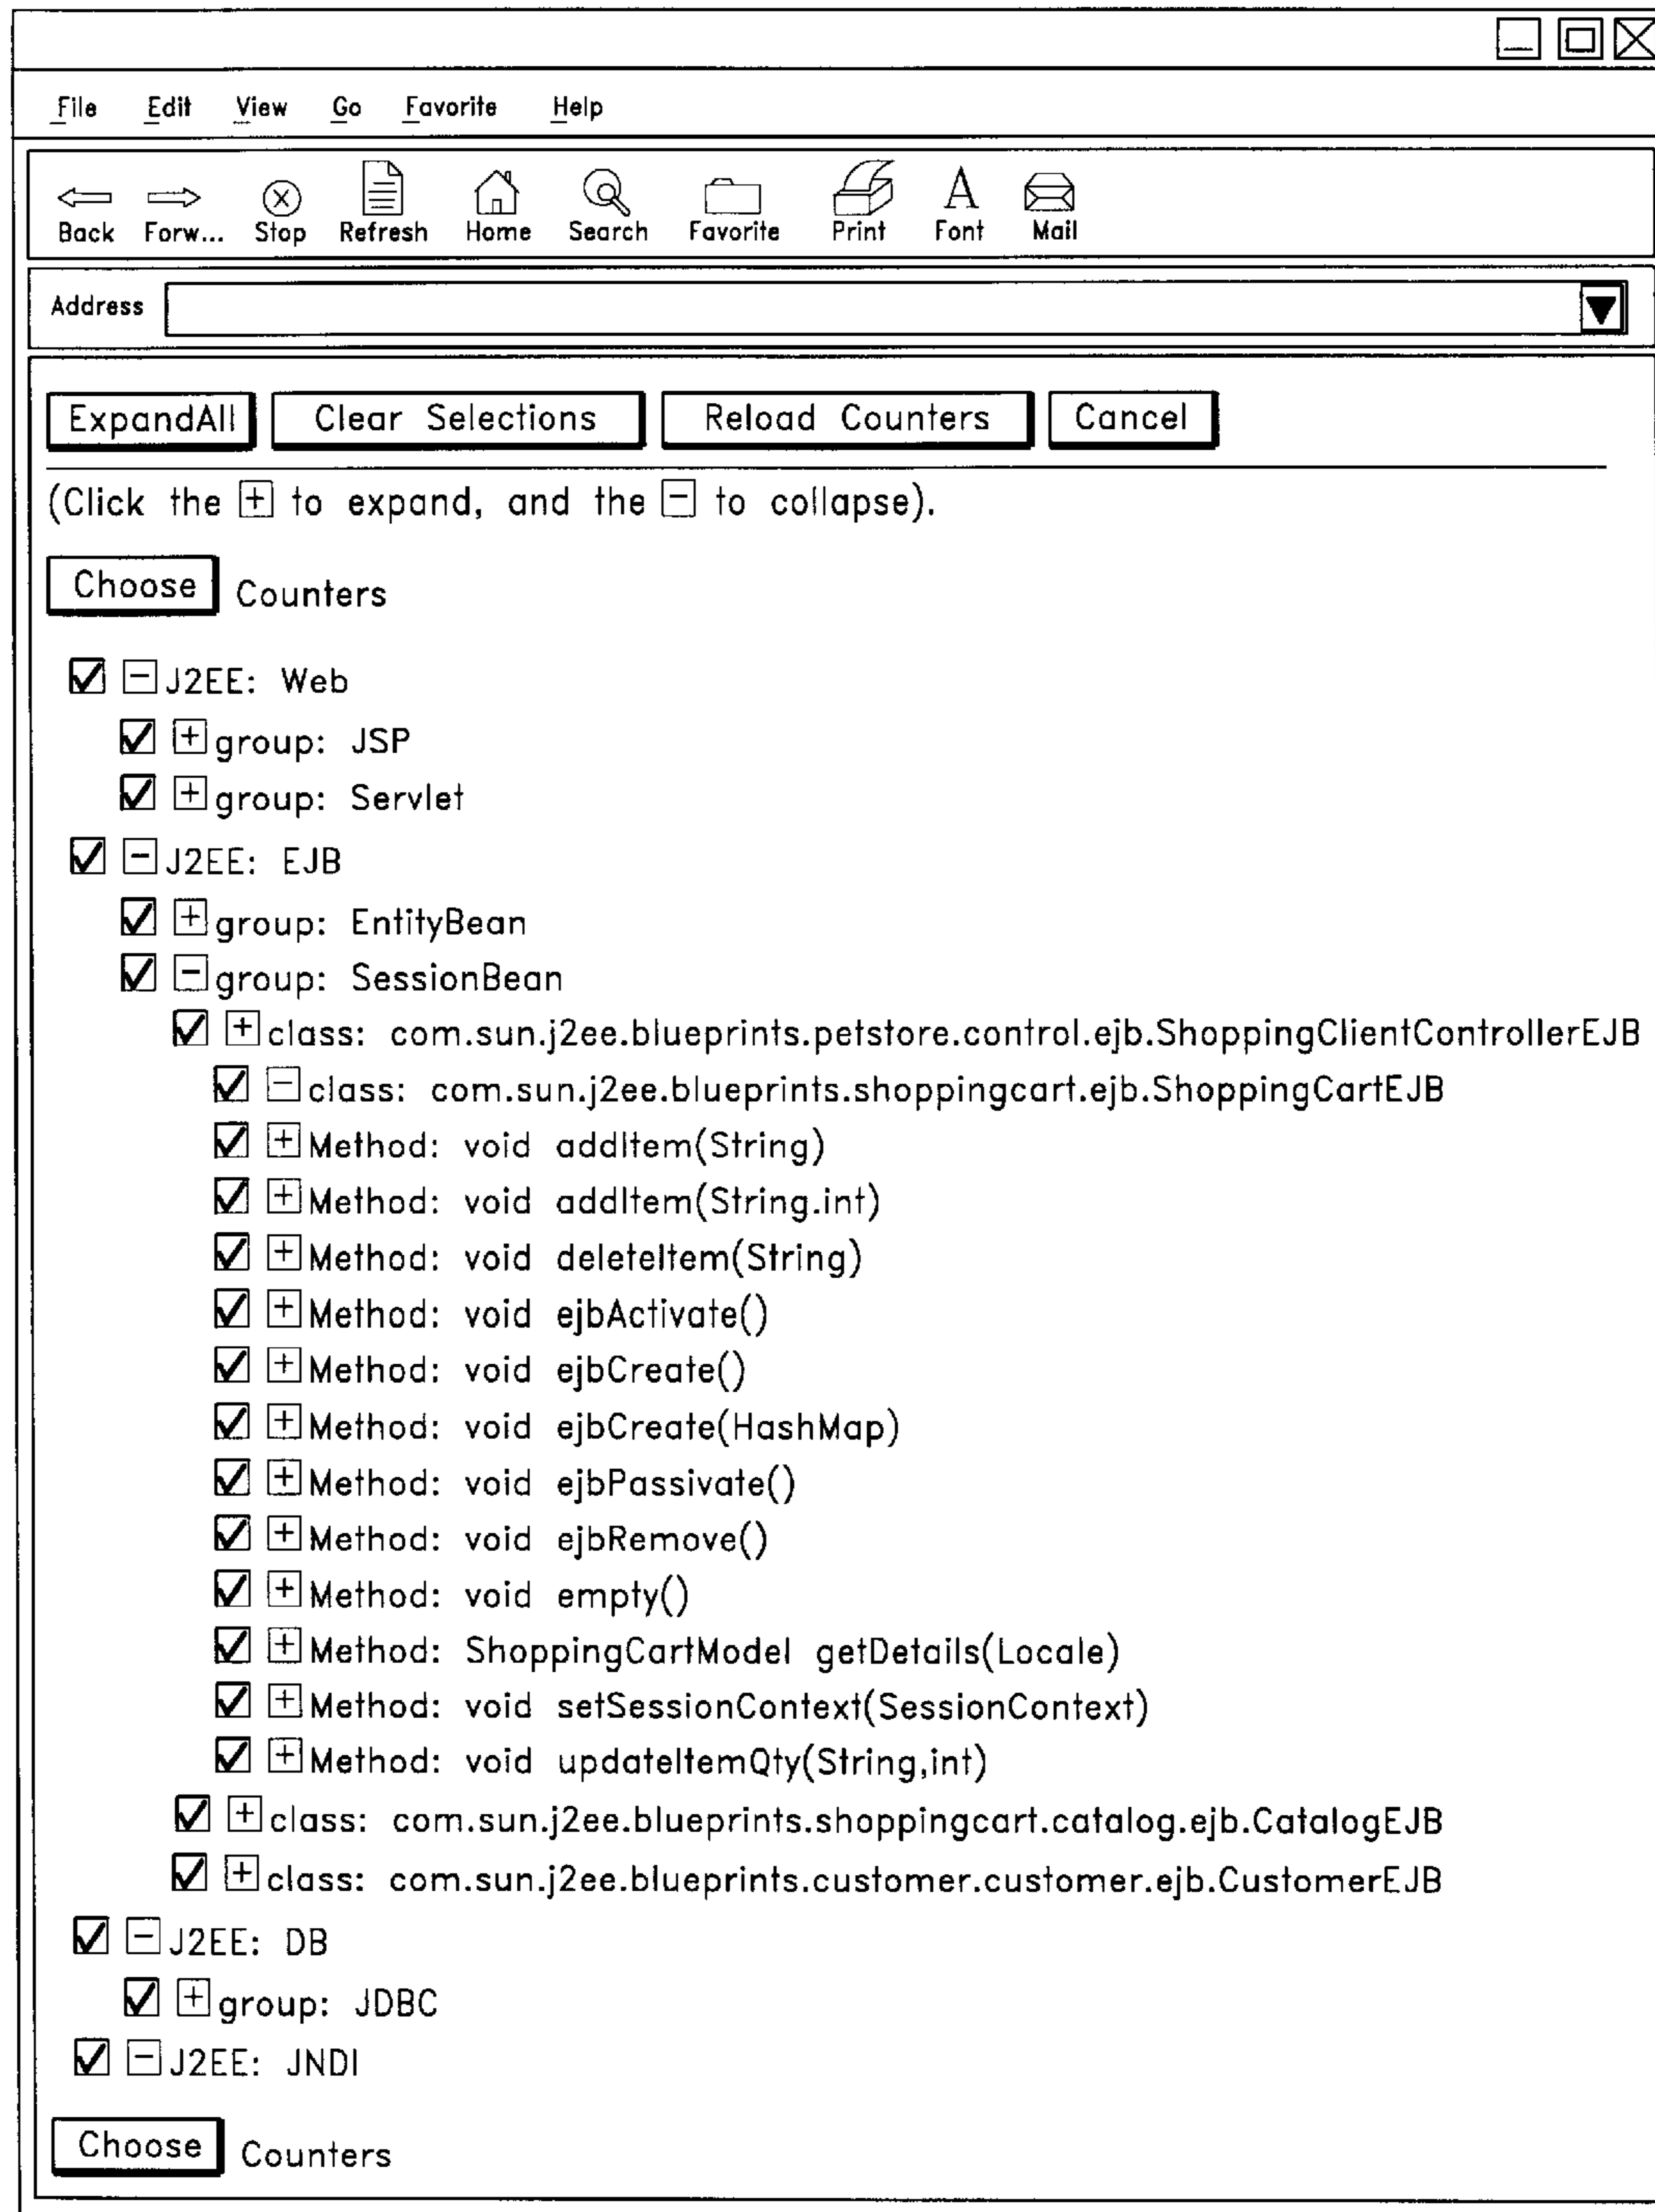 File Edit View Go Favorite Help
Back Forw... Stop Refresh Home Search Favorite Print Font Mail
Address
ExpandAll Clear Selections Reload Counters Cancel
(Click the + to expand, and the - to collapse).
Choose Counters
J2EE: Web
group: JSP
group: Servlet
J2EE: EJB
group: EntityBean
group: SessionBean
class: com.sun.j2ee.blueprints.petstore.control.ejb.ShoppingClientControllerEJB
class: com.sun.j2ee.blueprints.shoppingcart.ejb.ShoppingCartEJB
Method: void addItem(String)
Method: void addItem(String.int)
Method: void deleteItem(String)
Method: void ejbActivate()
Method: void ejbCreate()
Method: void ejbCreate(HashMap)
Method: void ejbPassivate()
Method: void ejbRemove()
Method: void empty()
Method: ShoppingCartModel getDetails(Locale)
Method: void setSessionContext(SessionContext)
Method: void updateItemQty(String,int)
class: com.sun.j2ee.blueprints.shoppingcart.catalog.ejb.CatalogEJB
class: com.sun.j2ee.blueprints.customer.customer.ejb.CustomerEJB
J2EE: DB
group: JDBC
J2EE: JNDI
Choose Counters